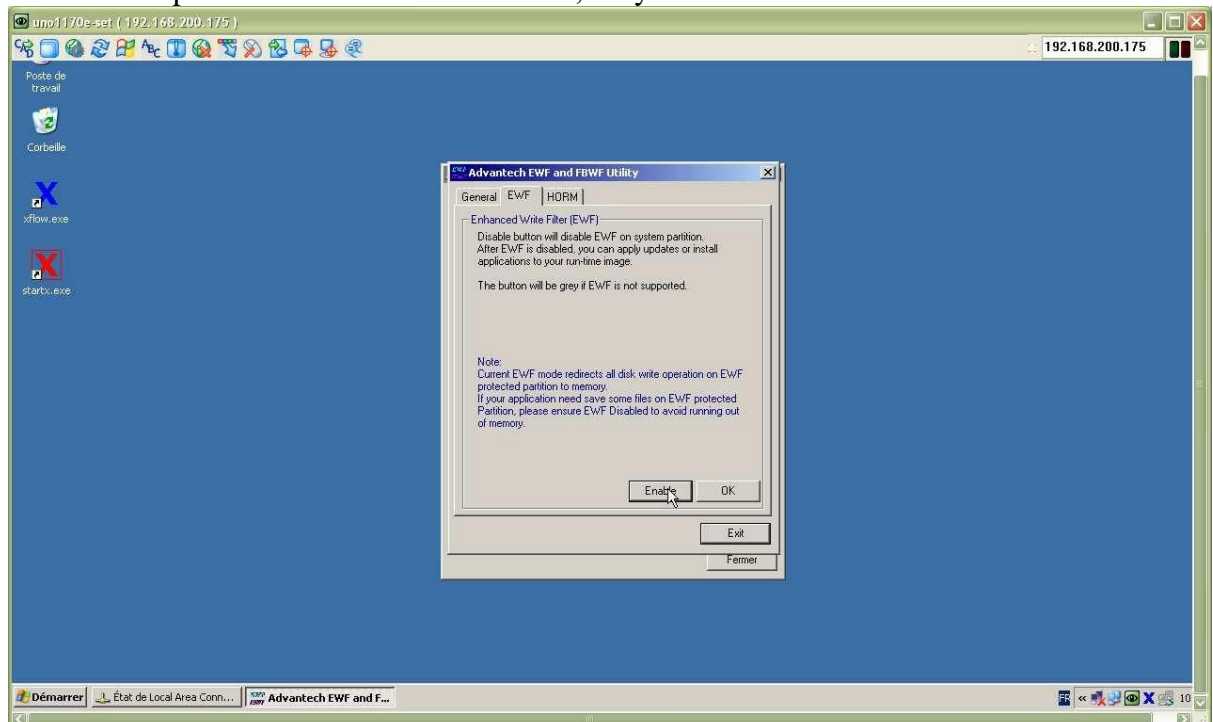 uno1170e-set ( 192.168.200.175 )
192.168.200.175
Poste de
travail
Corbeille
xflow.exe
startx.exe
Advantech EWF and FBWF Utility
General EWF HORM
Enhanced Write Filter (EWF)
Disable button will disable EWF on system partition.
After EWF is disabled, you can apply updates or install
applications to your run-time image.
The button will be grey if EWF is not supported.
Note:
Current EWF mode redirects all disk write operation on EWF
protected partition to memory.
If your application need save some files on EWF protected
Partition, please ensure EWF Disabled to avoid running out
of memory.
Enable OK
Exit
Fermer
Démarrer État de Local Area Conn... Advantech EWF and F... FR « 10